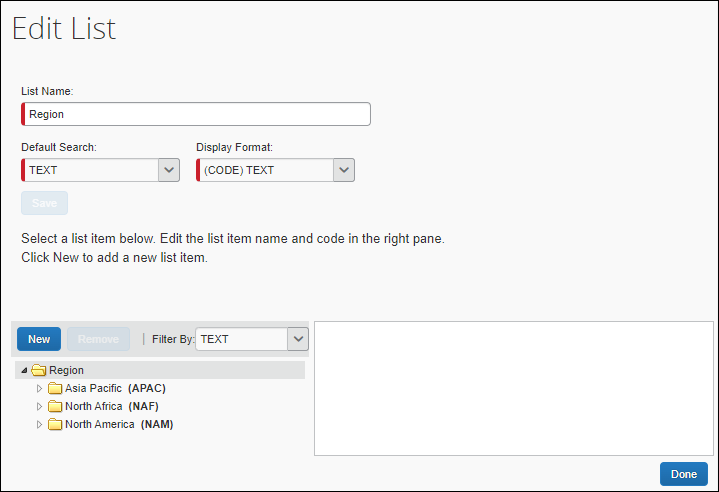 Edit List
List Name:
Region
Default Search: Display Format:
TEXT (CODE) TEXT
Save
Select a list item below. Edit the list item name and code in the right pane.
Click New to add a new list item.
New Remove | Filter By: TEXT
Region
Asia Pacific (APAC)
North Africa (NAF)
North America (NAM)
Done